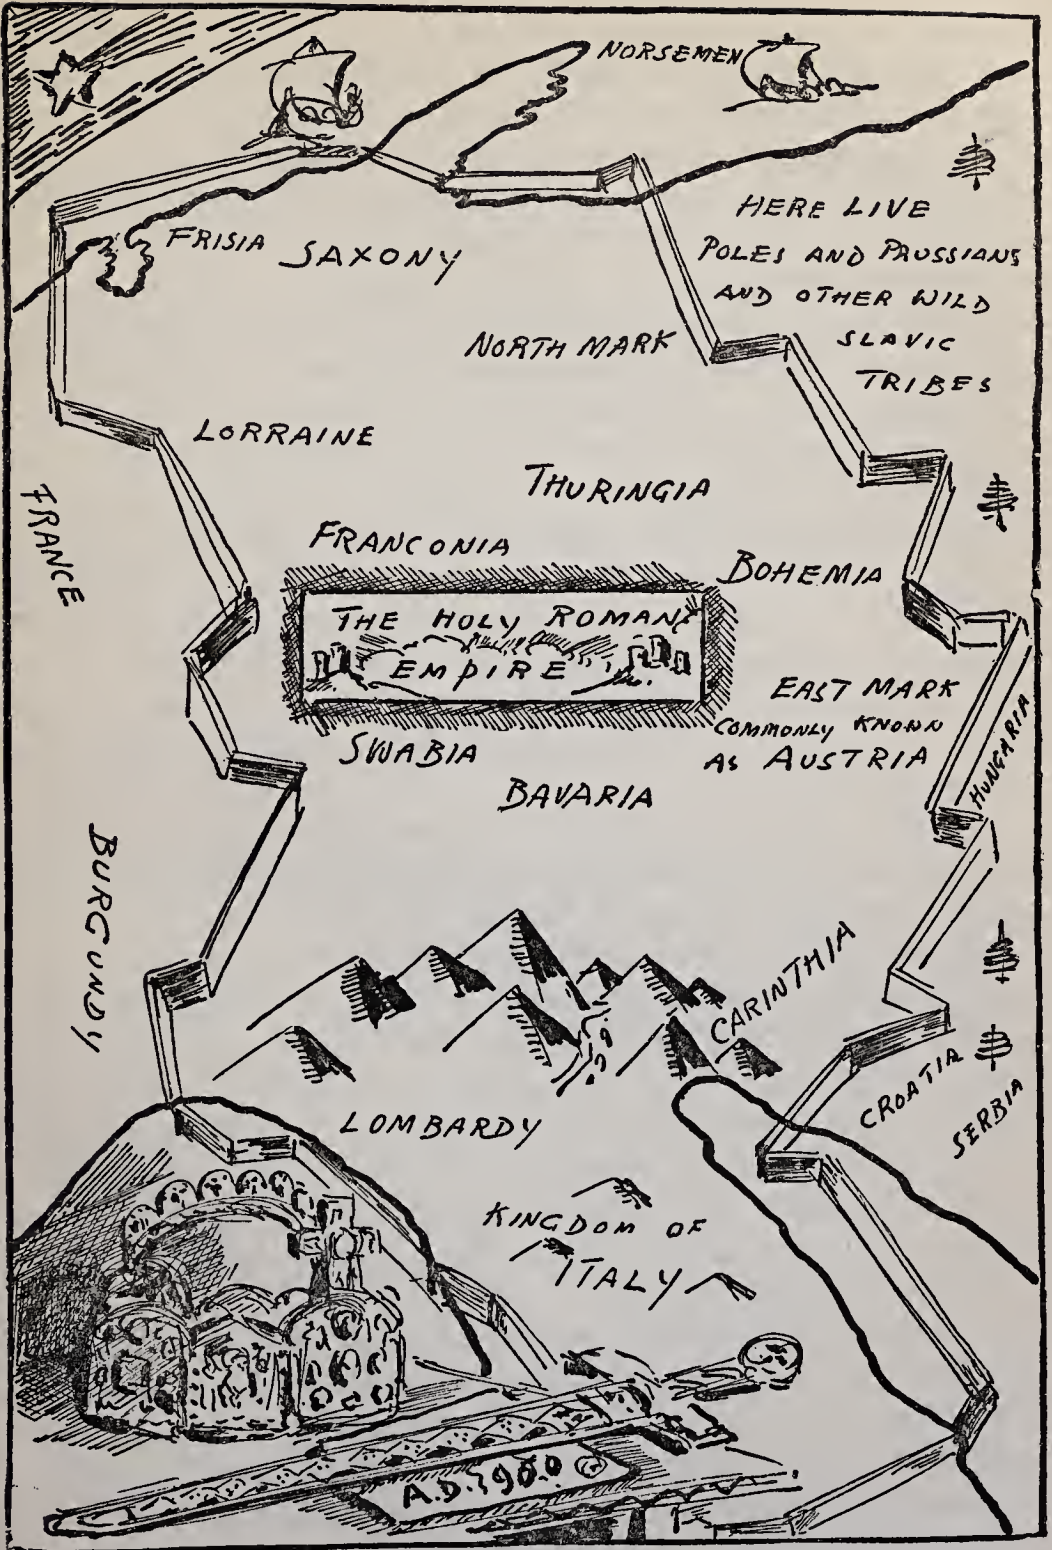 NORSEMEN
HERE LIVE
POLES AND PRUSSIANS
AND OTHER WILD
SLAVIC
TRIBES
FRISIA
SAXONY
NORTH MARK
LORRAINE
THURINGIA
FRANCE
FRANCONIA
BOHEMIA
THE HOLY ROMAN
EMPIRE
EAST MARK
COMMONLY KNOWN
AS AUSTRIA
HUNGARIA
SWABIA
BAVARIA
BURGUNDY
CARINTHIA
CROATIA
SERBIA
LOMBARDY
KINGDOM OF
ITALY
A.D. 900